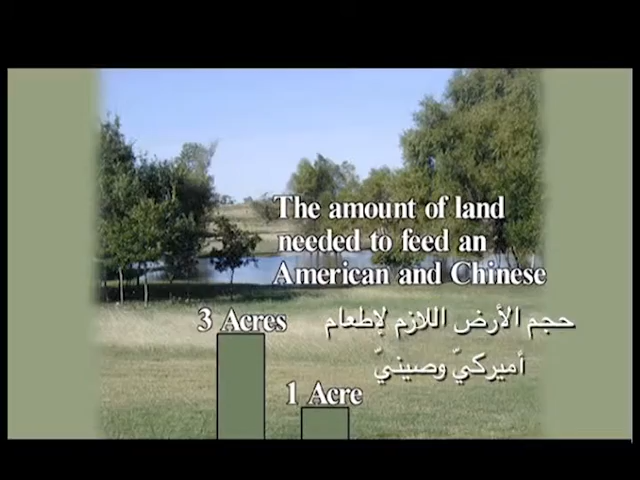 The amount of land
needed to feed an
American and Chinese
حجم الأرض اللازم لإطعام
أميركيّ وصينيّ
3 Acres
1 Acre